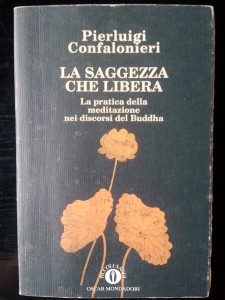 Pierluigi
Confalonieri
LA SAGGEZZA
CHE LIBERA
La pratica della
meditazione
nei discorsi del Buddha
OSCAR MONDADORI